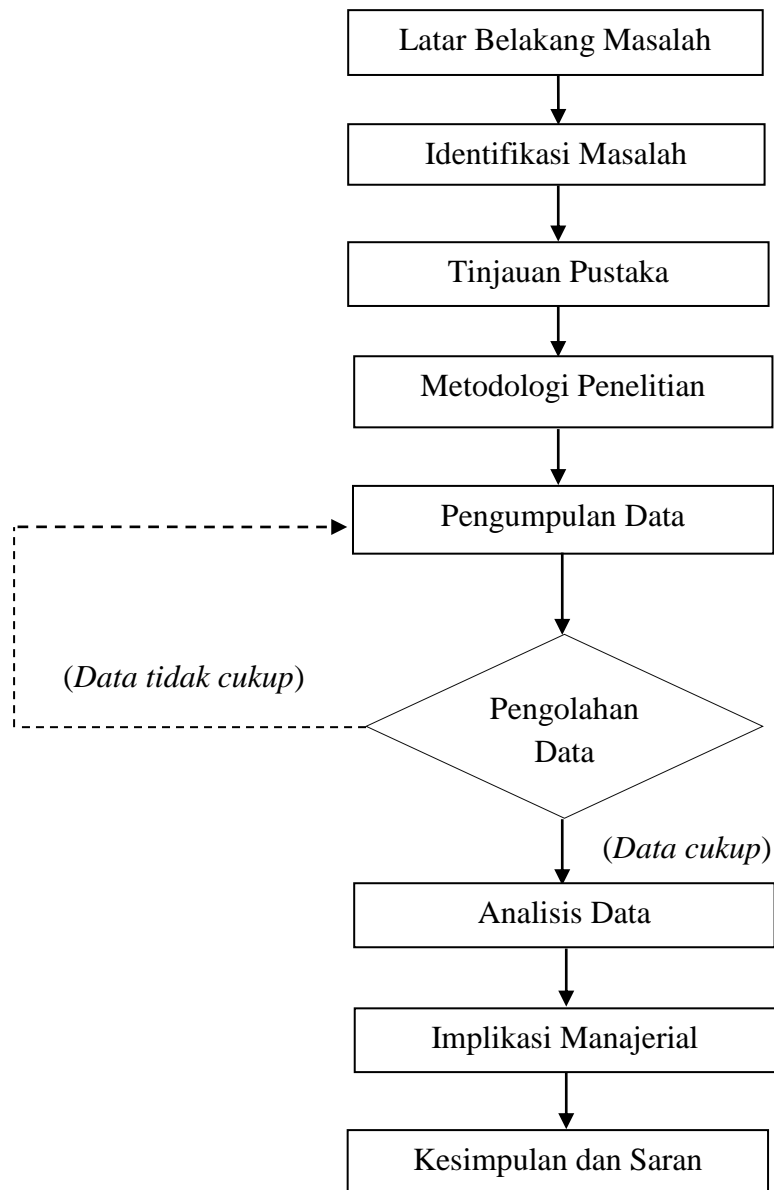 Latar Belakang Masalah
Identifikasi Masalah
Tinjauan Pustaka
Metodologi Penelitian
Pengumpulan Data
(Data tidak cukup)
Pengolahan
Data
(Data cukup)
Analisis Data
Implikasi Manajerial
Kesimpulan dan Saran